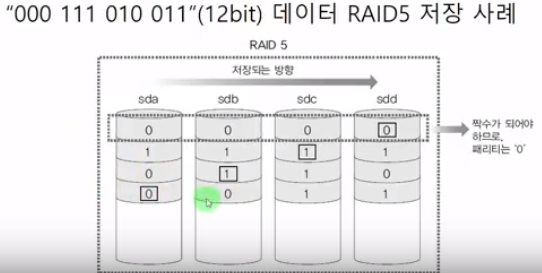 "000 111 010 011"(12bit) 데이터 RAID5 저장 사례
RAID 5
저장되는 방향
sda sdb sdc sdd
0 0 0 0
1 1 1 1
0 1 1 0
0 0 1 1
짝수가 되어야
하므로,
패리티는 '0'